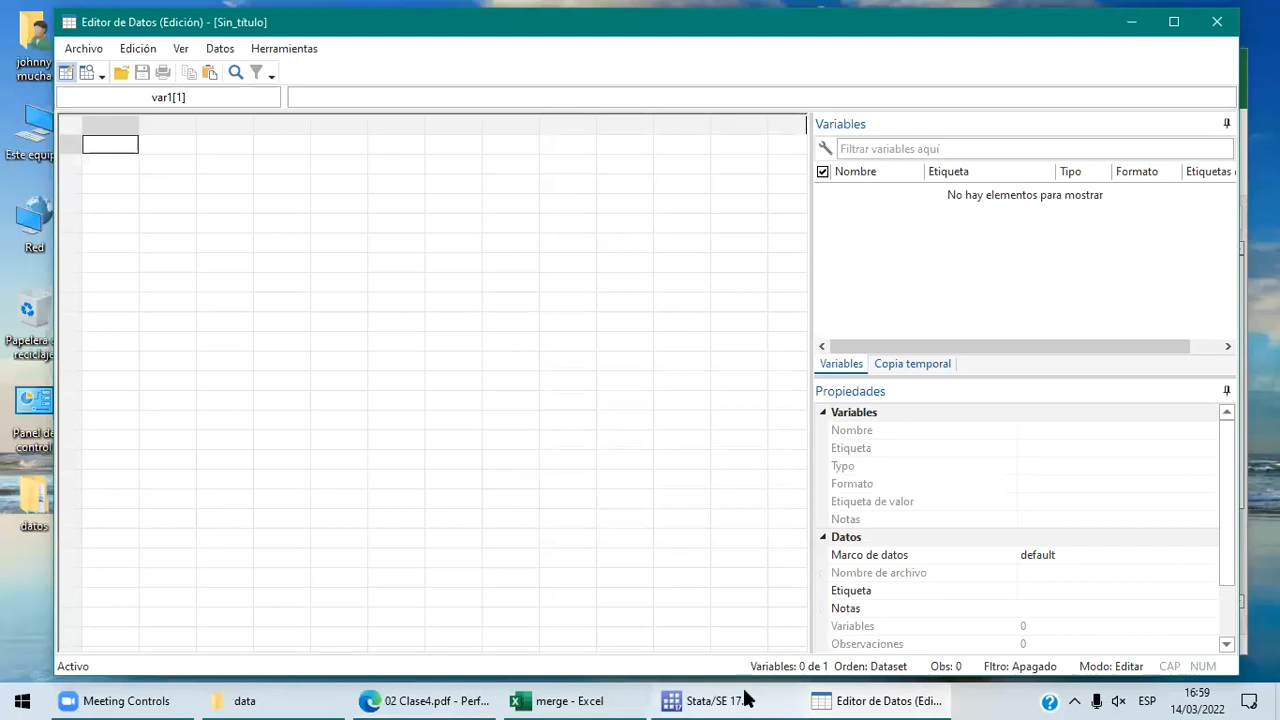 Editor de Datos (Edición) - [Sin_título]
Archivo Edición Ver Datos Herramientas
var1[1]
johnny
mucha
Este equip
Red
Papelera
reciclaje
Panel de
control
datos
Variables
Filtrar variables aquí
Nombre Etiqueta Tipo Formato Etiquetas
No hay elementos para mostrar
Variables Copia temporal
Propiedades
Variables
Nombre
Etiqueta
Typo
Formato
Etiqueta de valor
Notas
Datos
Marco de datos default
Nombre de archivo
Etiqueta
Notas
Variables 0
Observaciones 0
Activo Variables: 0 de 1 Orden: Dataset Obs: 0 Fltro: Apagado Modo: Editar CAP NUM
Meeting Controls data 02 Clase4.pdf - Perf... merge - Excel Stata/SE 17. Editor de Datos (Edi... ESP 16:59
14/03/2022